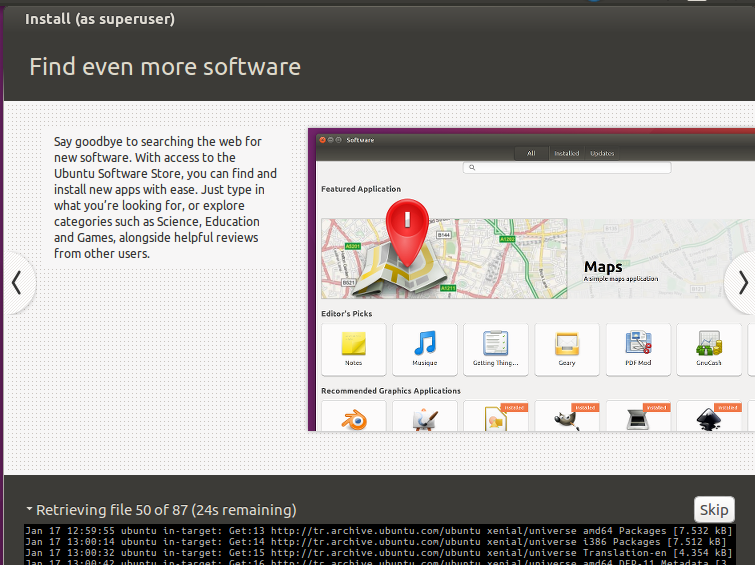 Install (as superuser)
Find even more software
Say goodbye to searching the web for
new software. With access to the
Ubuntu Software Store, you can find and
install new apps with ease. Just type in
what you’re looking for, or explore
categories such as Science, Education
and Games, alongside helpful reviews
from other users.
Software
All Installed Updates
Featured Application
B144
A5201
A1262
A1211
B521
Maps
A simple maps application
Editor's Picks
Notes Musique Getting Thing... Geary PDF Mod GnuCash
Recommended Graphics Applications
Installed Installed Installed Installed
Retrieving file 50 of 87 (24s remaining)
Skip
Jan 17 12:59:55 ubuntu in-target: Get:13 http://tr.archive.ubuntu.com/ubuntu xenial/universe amd64 Packages [7.532 kB]
Jan 17 13:00:14 ubuntu in-target: Get:14 http://tr.archive.ubuntu.com/ubuntu xenial/universe i386 Packages [7.512 kB]
Jan 17 13:00:32 ubuntu in-target: Get:15 http://tr.archive.ubuntu.com/ubuntu xenial/universe Translation-en [4.354 kB]
Jan 17 13:00:42 ubuntu in-target: Get:16 http://tr.archive.ubuntu.com/ubuntu xenial/universe amd64 DEP-11 Metadata [3